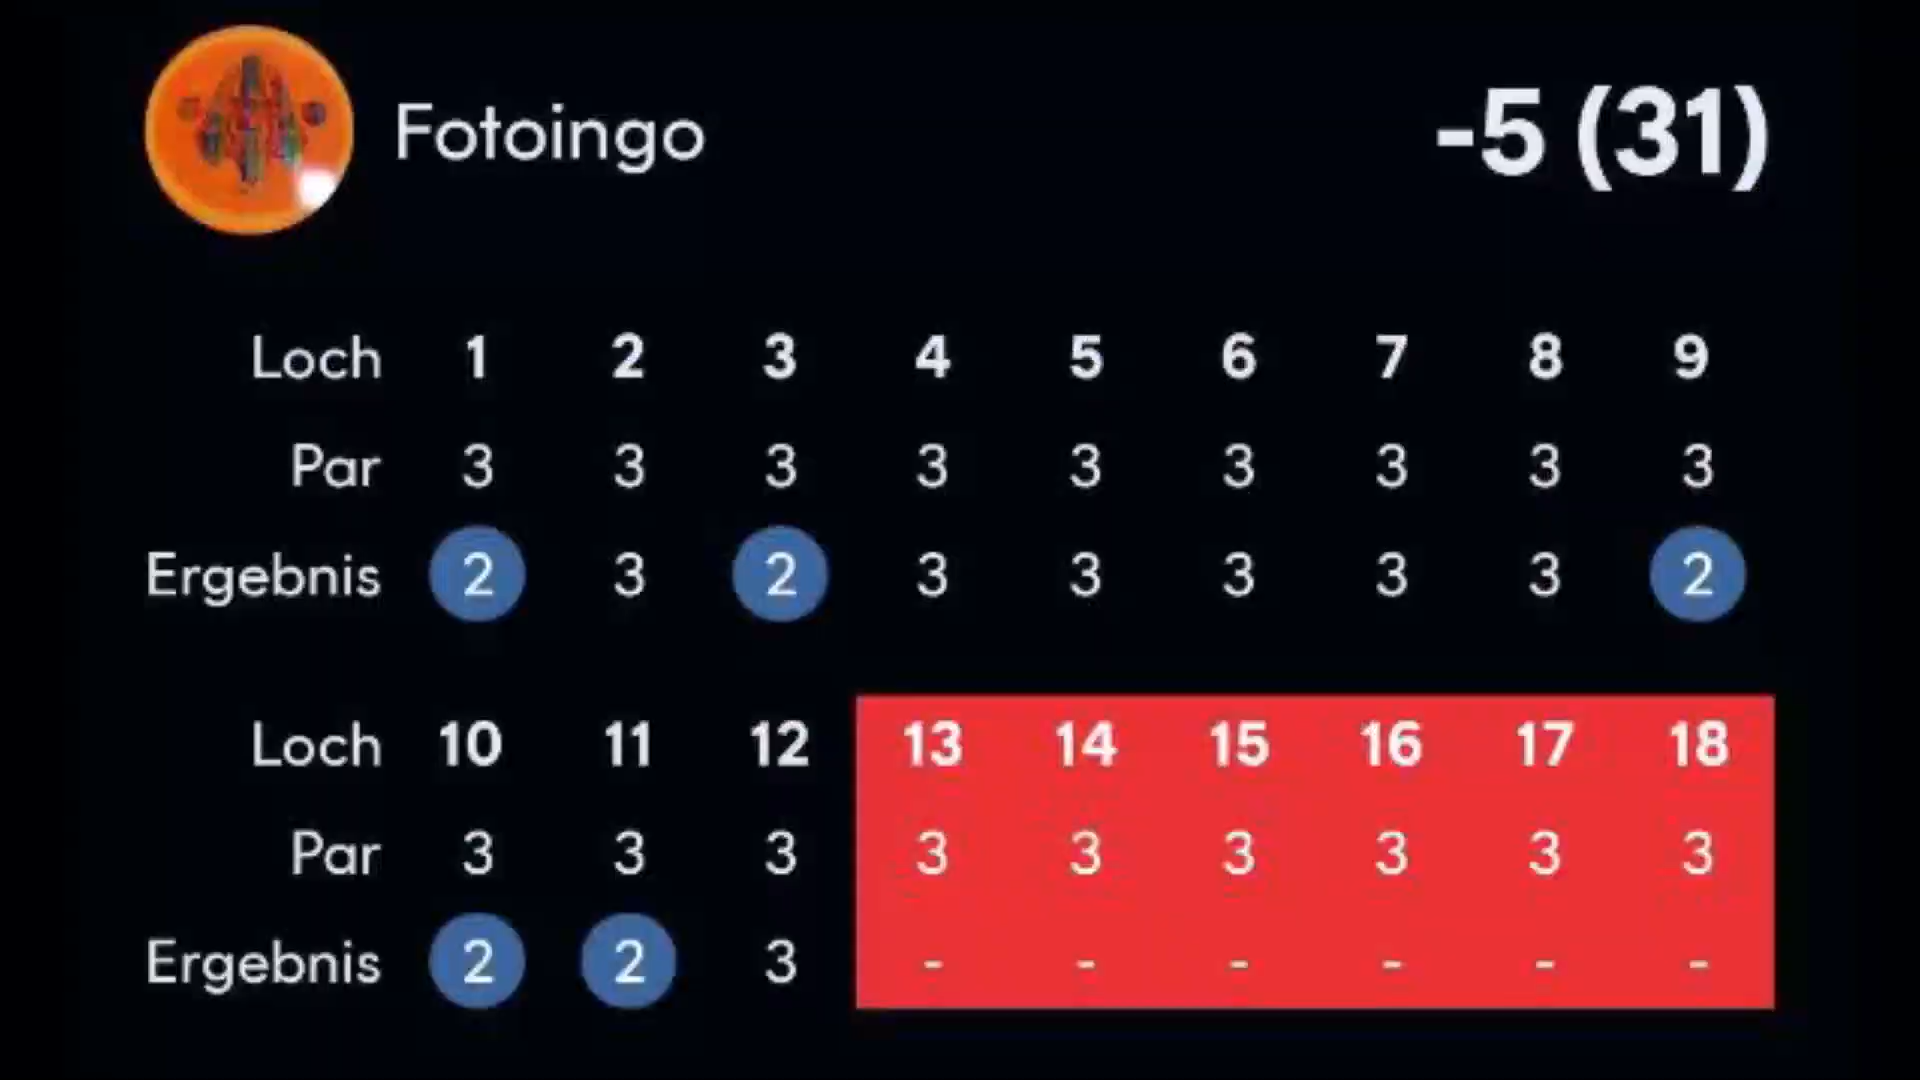 Fotoingo -5 (31)
Loch 1 2 3 4 5 6 7 8 9
Par 3 3 3 3 3 3 3 3 3
Ergebnis 2 3 2 3 3 3 3 3 2
Loch 10 11 12 13 14 15 16 17 18
Par 3 3 3 3 3 3 3 3 3
Ergebnis 2 2 3 - - - - - -